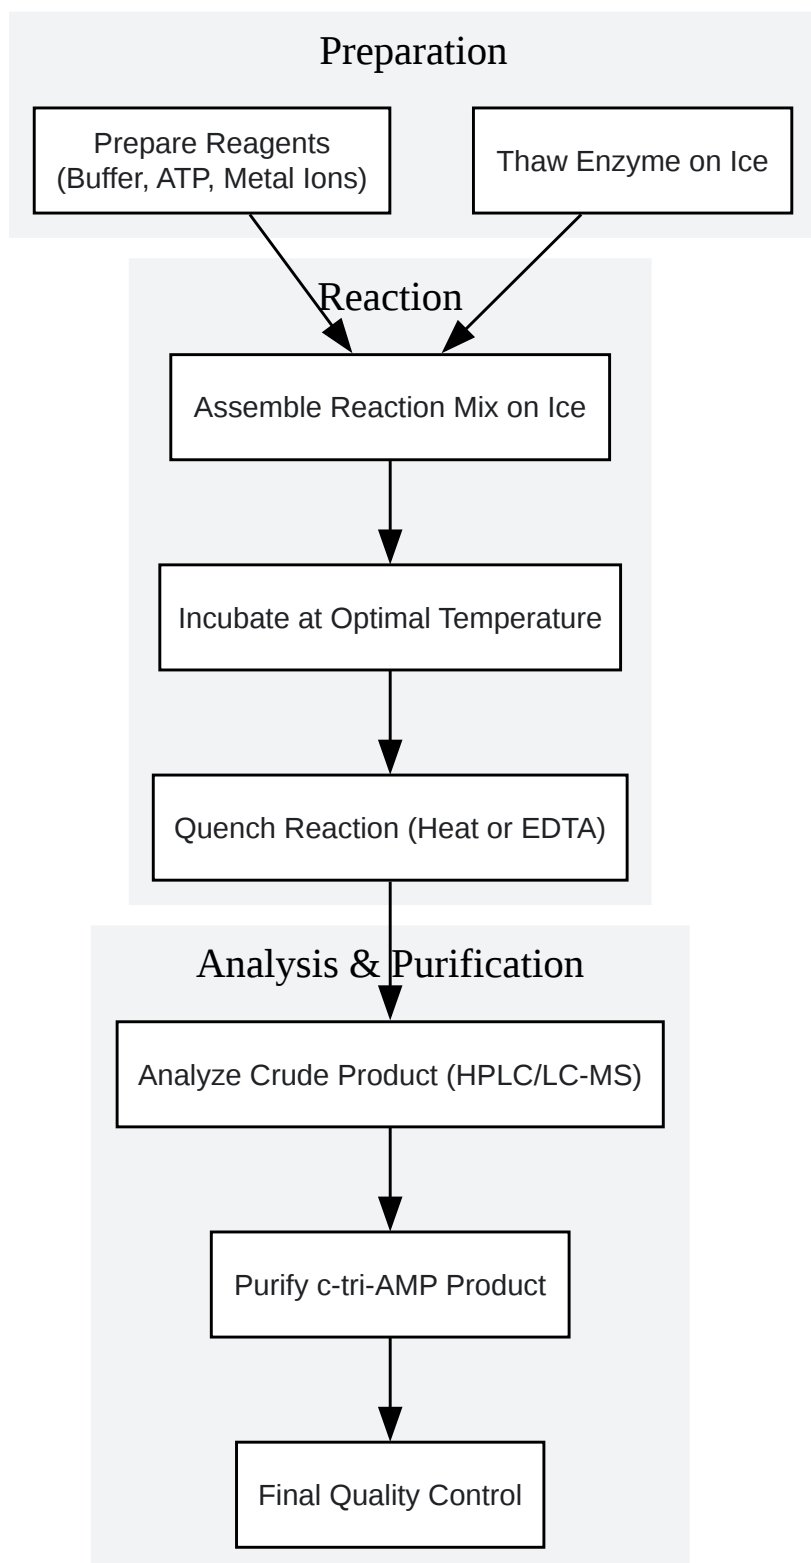 Preparation
Prepare Reagents
(Buffer, ATP, Metal Ions)
Thaw Enzyme on Ice
Reaction
Assemble Reaction Mix on Ice
Incubate at Optimal Temperature
Quench Reaction (Heat or EDTA)
Analysis & Purification
Analyze Crude Product (HPLC/LC-MS)
Purify c-tri-AMP Product
Final Quality Control